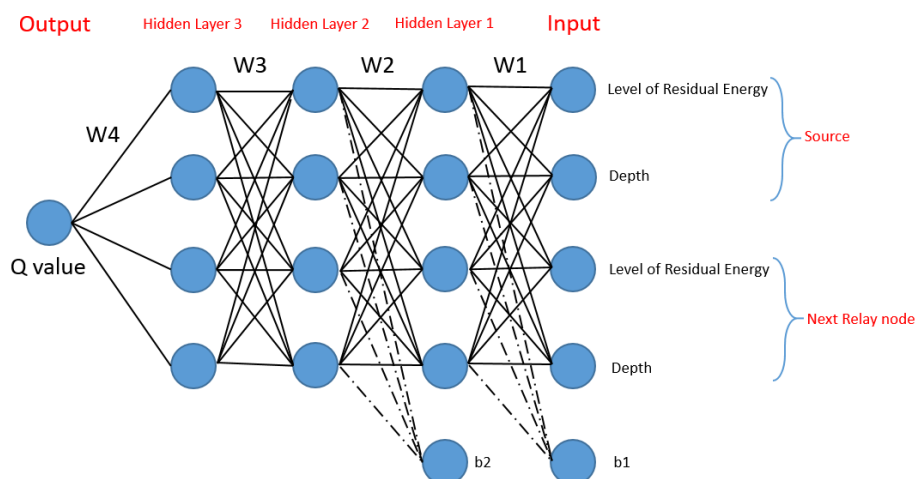 Output
Hidden Layer 3
Hidden Layer 2
Hidden Layer 1
Input
W3
W2
W1
Level of Residual Energy
W4
Source
Depth
Q value
Level of Residual Energy
Next Relay node
Depth
b2
b1